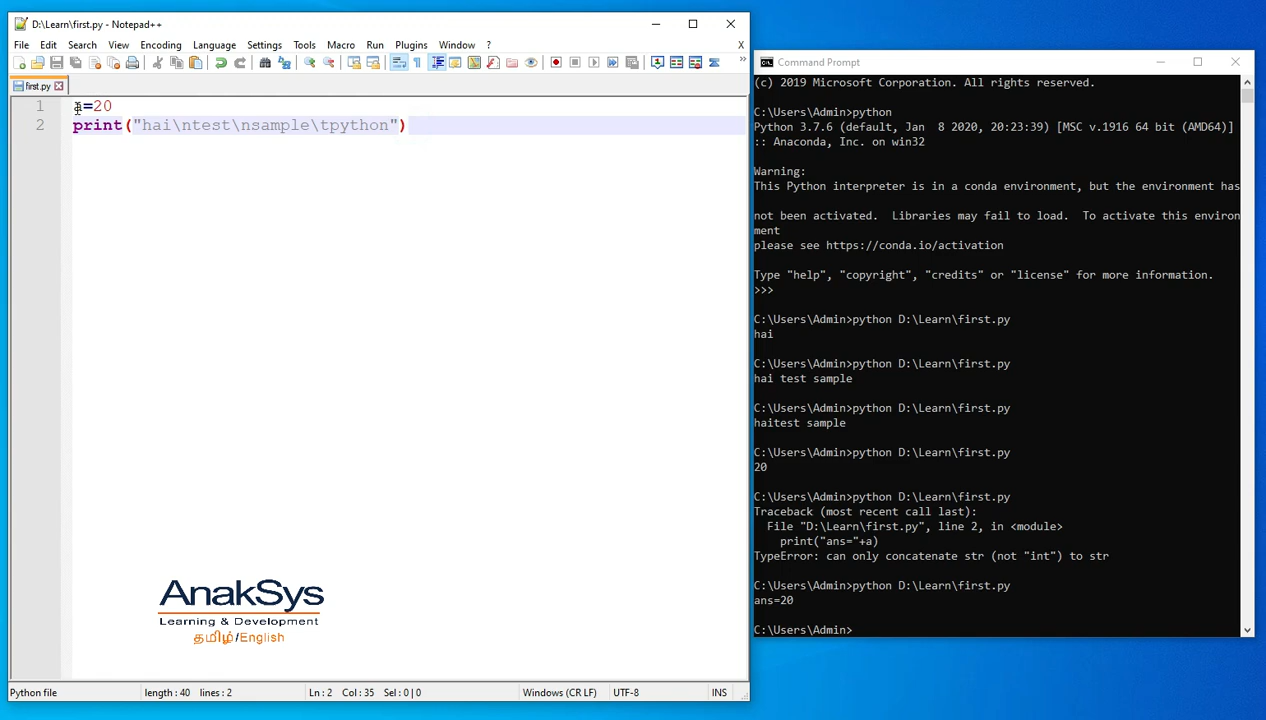 D:\Learn\first.py - Notepad++
File Edit Search View Encoding Language Settings Tools Macro Run Plugins Window ? X
first.py
1 a=20
2 print("hai\ntest\nsample\tpython")
AnakSys
Learning & Development
தமிழ்/English
Python file length : 40 lines : 2 Ln : 2 Col : 35 Sel : 0 | 0 Windows (CR LF) UTF-8 INS
Command Prompt
(c) 2019 Microsoft Corporation. All rights reserved.
C:\Users\Admin>python
Python 3.7.6 (default, Jan  8 2020, 20:23:39) [MSC v.1916 64 bit (AMD64)]
:: Anaconda, Inc. on win32
Warning:
This Python interpreter is in a conda environment, but the environment has
not been activated.  Libraries may fail to load.  To activate this environ
ment
please see https://conda.io/activation
Type "help", "copyright", "credits" or "license" for more information.
>>>
C:\Users\Admin>python D:\Learn\first.py
hai
C:\Users\Admin>python D:\Learn\first.py
hai test sample
C:\Users\Admin>python D:\Learn\first.py
haitest sample
C:\Users\Admin>python D:\Learn\first.py
20
C:\Users\Admin>python D:\Learn\first.py
Traceback (most recent call last):
  File "D:\Learn\first.py", line 2, in <module>
    print("ans="+a)
TypeError: can only concatenate str (not "int") to str
C:\Users\Admin>python D:\Learn\first.py
ans=20
C:\Users\Admin>